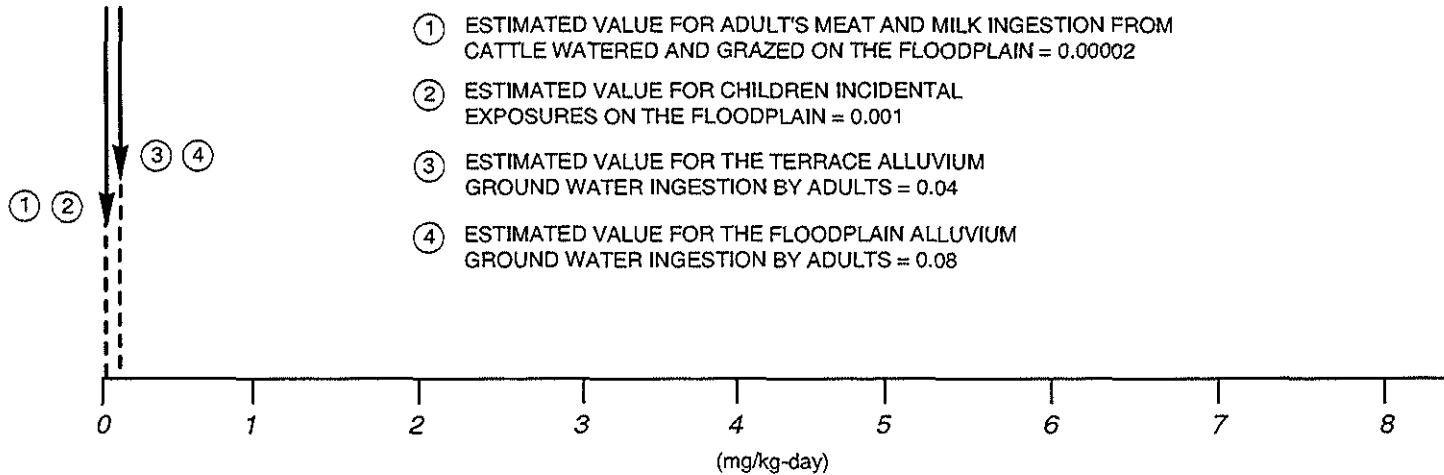 ① ESTIMATED VALUE FOR ADULT'S MEAT AND MILK INGESTION FROM
CATTLE WATERED AND GRAZED ON THE FLOODPLAIN = 0.00002
② ESTIMATED VALUE FOR CHILDREN INCIDENTAL
EXPOSURES ON THE FLOODPLAIN = 0.001
③ ④
③ ESTIMATED VALUE FOR THE TERRACE ALLUVIUM
GROUND WATER INGESTION BY ADULTS = 0.04
① ②
④ ESTIMATED VALUE FOR THE FLOODPLAIN ALLUVIUM
GROUND WATER INGESTION BY ADULTS = 0.08
0 1 2 3 4 5 6 7 8
(mg/kg-day)